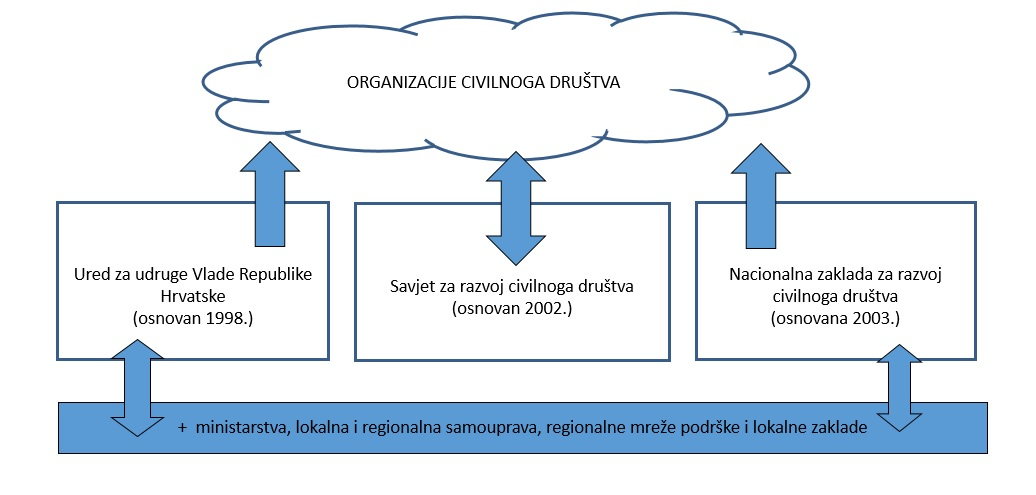 ORGANIZACIJE CIVILNOGA DRUŠTVA
Ured za udruge Vlade Republike
Hrvatske
(osnovan 1998.)
Savjet za razvoj civilnoga društva
(osnovan 2002.)
Nacionalna zaklada za razvoj
civilnoga društva
(osnovana 2003.)
+ ministarstva, lokalna i regionalna samouprava, regionalne mreže podrške i lokalne zaklade